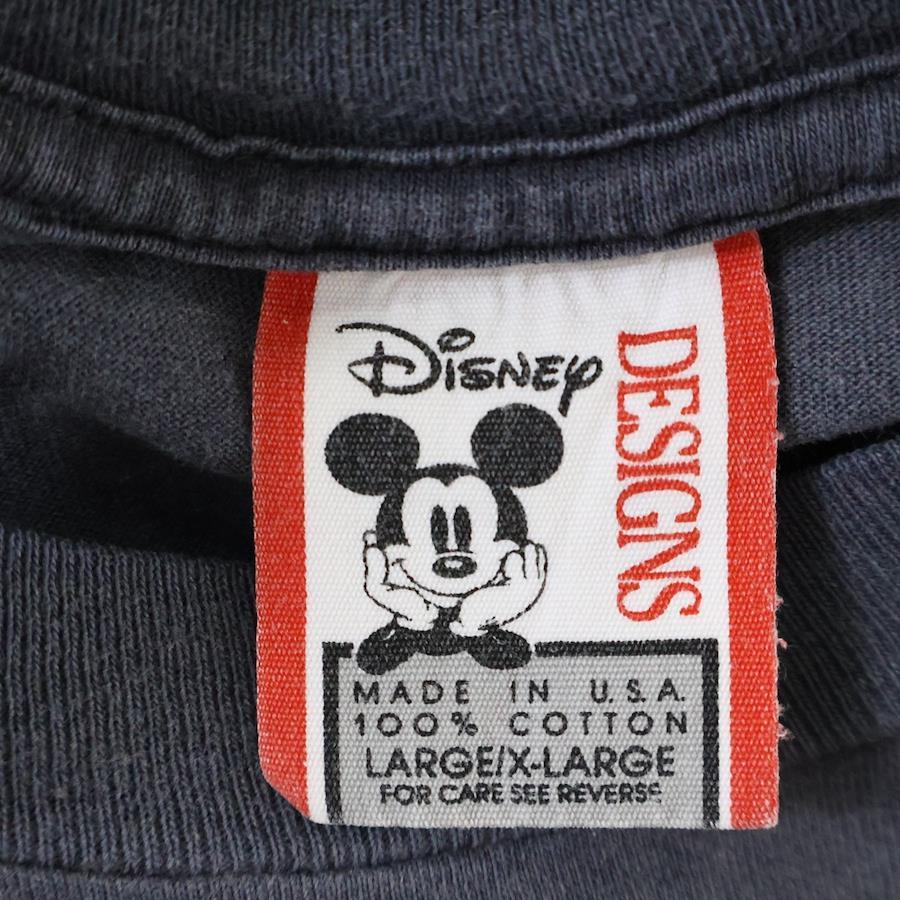 Disney
DESIGNS
MADE IN U.S.A.
100% COTTON
LARGE/X-LARGE
FOR CARE SEE REVERSE